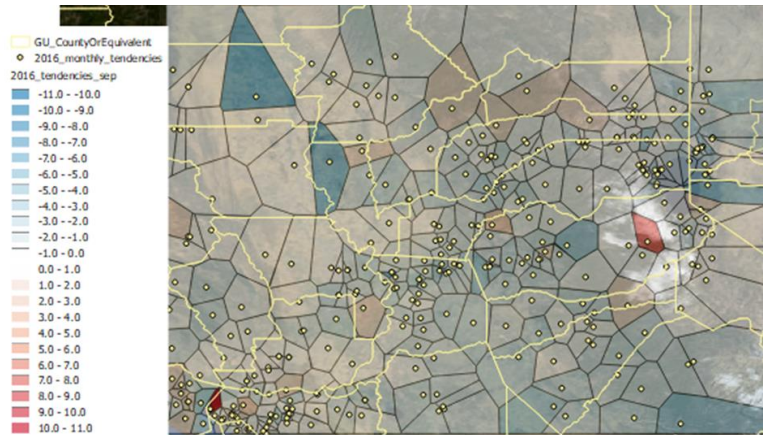 GU_CountyOrEquivalent
2016_monthly_tendencies
2016_tendencies_sep
-11.0 - -10.0
-10.0 - -9.0
-9.0 - -8.0
-8.0 - -7.0
-7.0 - -6.0
-6.0 - -5.0
-5.0 - -4.0
-4.0 - -3.0
-3.0 - -2.0
-2.0 - -1.0
-1.0 - 0.0
0.0 - 1.0
1.0 - 2.0
2.0 - 3.0
3.0 - 4.0
4.0 - 5.0
5.0 - 6.0
6.0 - 7.0
7.0 - 8.0
8.0 - 9.0
9.0 - 10.0
10.0 - 11.0